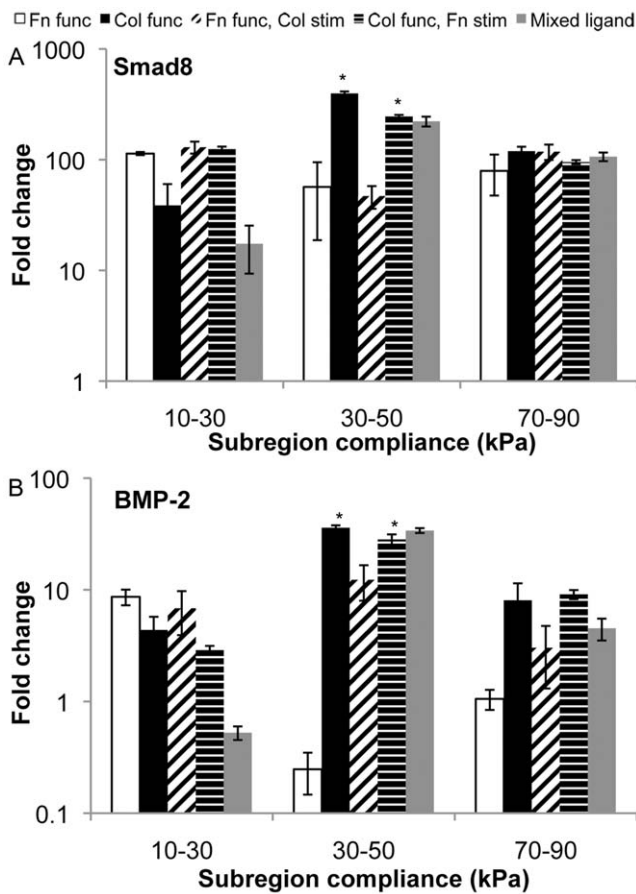 Fn func Col func Fn func, Col stim Col func, Fn stim Mixed ligand
A
Smad8
1000
100
10
1
Fold change
* *
10-30 30-50 70-90
Subregion compliance (kPa)
B
BMP-2
100
10
1
0.1
Fold change
* *
10-30 30-50 70-90
Subregion compliance (kPa)